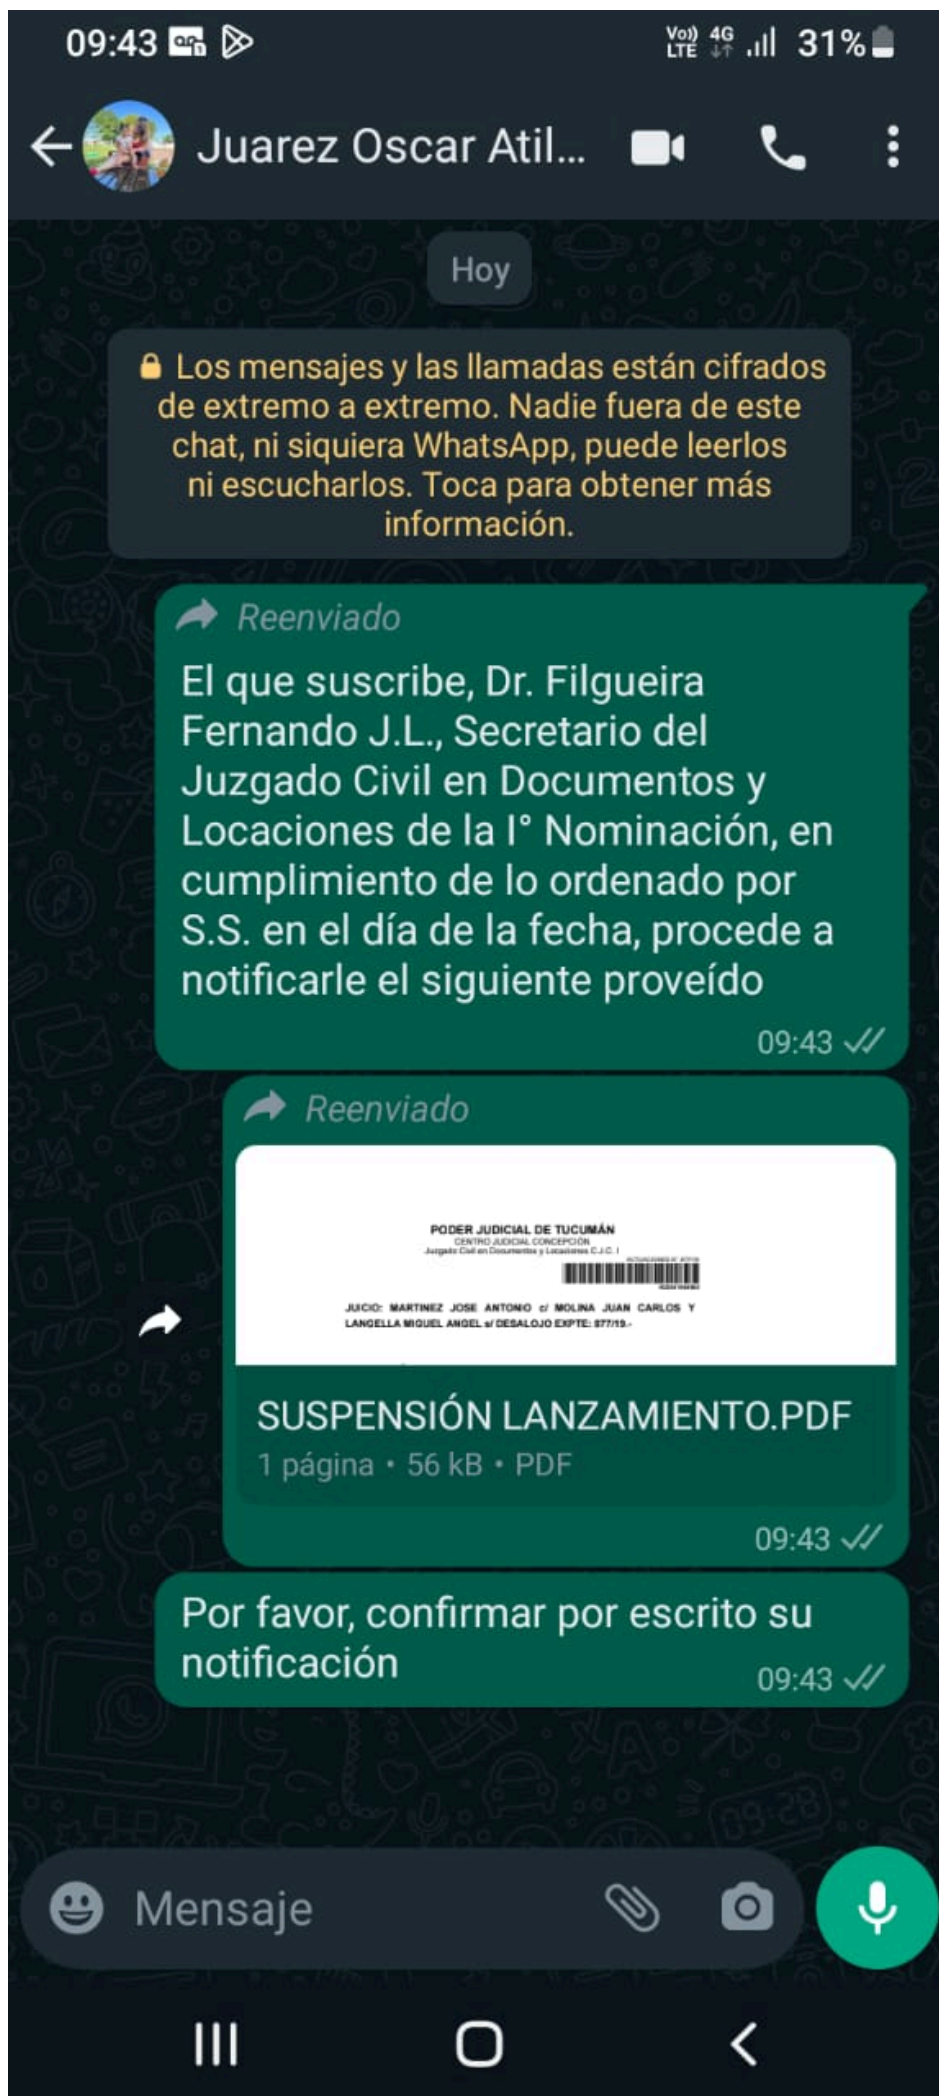 09:43
Vo)) LTE 4G 31%
Juarez Oscar Atil...
Hoy
Los mensajes y las llamadas están cifrados
de extremo a extremo. Nadie fuera de este
chat, ni siquiera WhatsApp, puede leerlos
ni escucharlos. Toca para obtener más
información.
Reenviado
El que suscribe, Dr. Filgueira
Fernando J.L., Secretario del
Juzgado Civil en Documentos y
Locaciones de la I° Nominación, en
cumplimiento de lo ordenado por
S.S. en el día de la fecha, procede a
notificarle el siguiente proveído
09:43
Reenviado
PODER JUDICIAL DE TUCUMÁN
CENTRO JUDICIAL CONCEPCIÓN
Juzgado Civil en Documentos y Locaciones C.J.C. I
JUICIO: MARTINEZ JOSE ANTONIO c/ MOLINA JUAN CARLOS Y
LANGELLA MIGUEL ANGEL s/ DESALOJO EXPTE: 877/19.-
SUSPENSIÓN LANZAMIENTO.PDF
1 página • 56 kB • PDF
09:43
Por favor, confirmar por escrito su
notificación
09:43
Mensaje